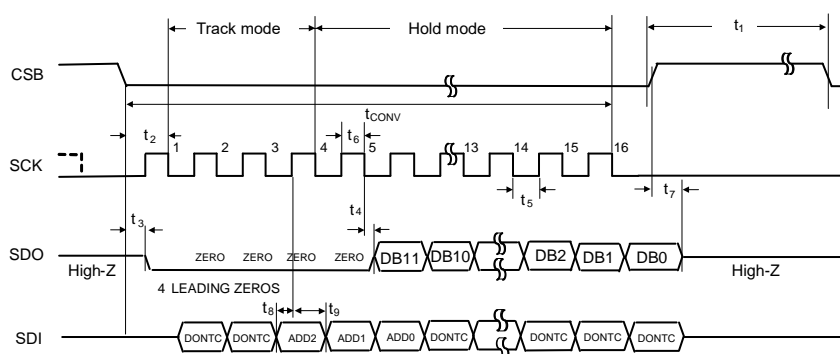 Track mode Hold mode t1
CSB
tCONV
t2 t6
1 2 3 4 5 13 14 15 16
SCK
t3 t4 t5 t7
SDO ZERO ZERO ZERO ZERO DB11 DB10 DB2 DB1 DB0
High-Z High-Z
4 LEADING ZEROS
t8 t9
SDI DONTC DONTC ADD2 ADD1 ADD0 DONTC DONTC DONTC DONTC